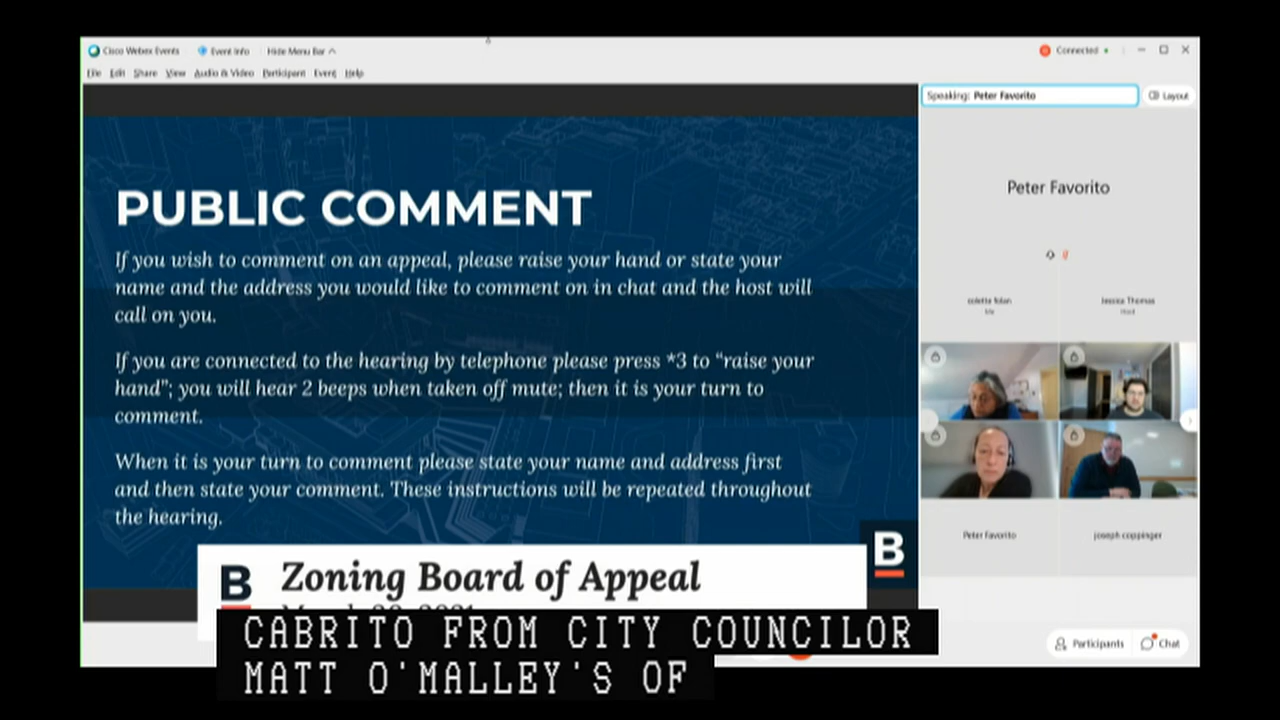 Cisco Webex Events
Event Info
Hide Menu Bar
Connected
File Edit Share View Audio & Video Participant Event Help
Speaking: Peter Favorito
Layout
Peter Favorito
Jessica Thomas
Host
PUBLIC COMMENT
If you wish to comment on an appeal, please raise your hand or state your
name and the address you would like to comment on in chat and the host will
call on you.
If you are connected to the hearing by telephone please press *3 to “raise your
hand”; you will hear 2 beeps when taken off mute; then it is your turn to
comment.
When it is your turn to comment please state your name and address first
and then state your comment. These instructions will be repeated throughout
the hearing.
Peter Favorito
joseph coppinger
B
B
Zoning Board of Appeal
CABRITO FROM CITY COUNCILOR
MATT O'MALLEY'S OF
Participants
Chat